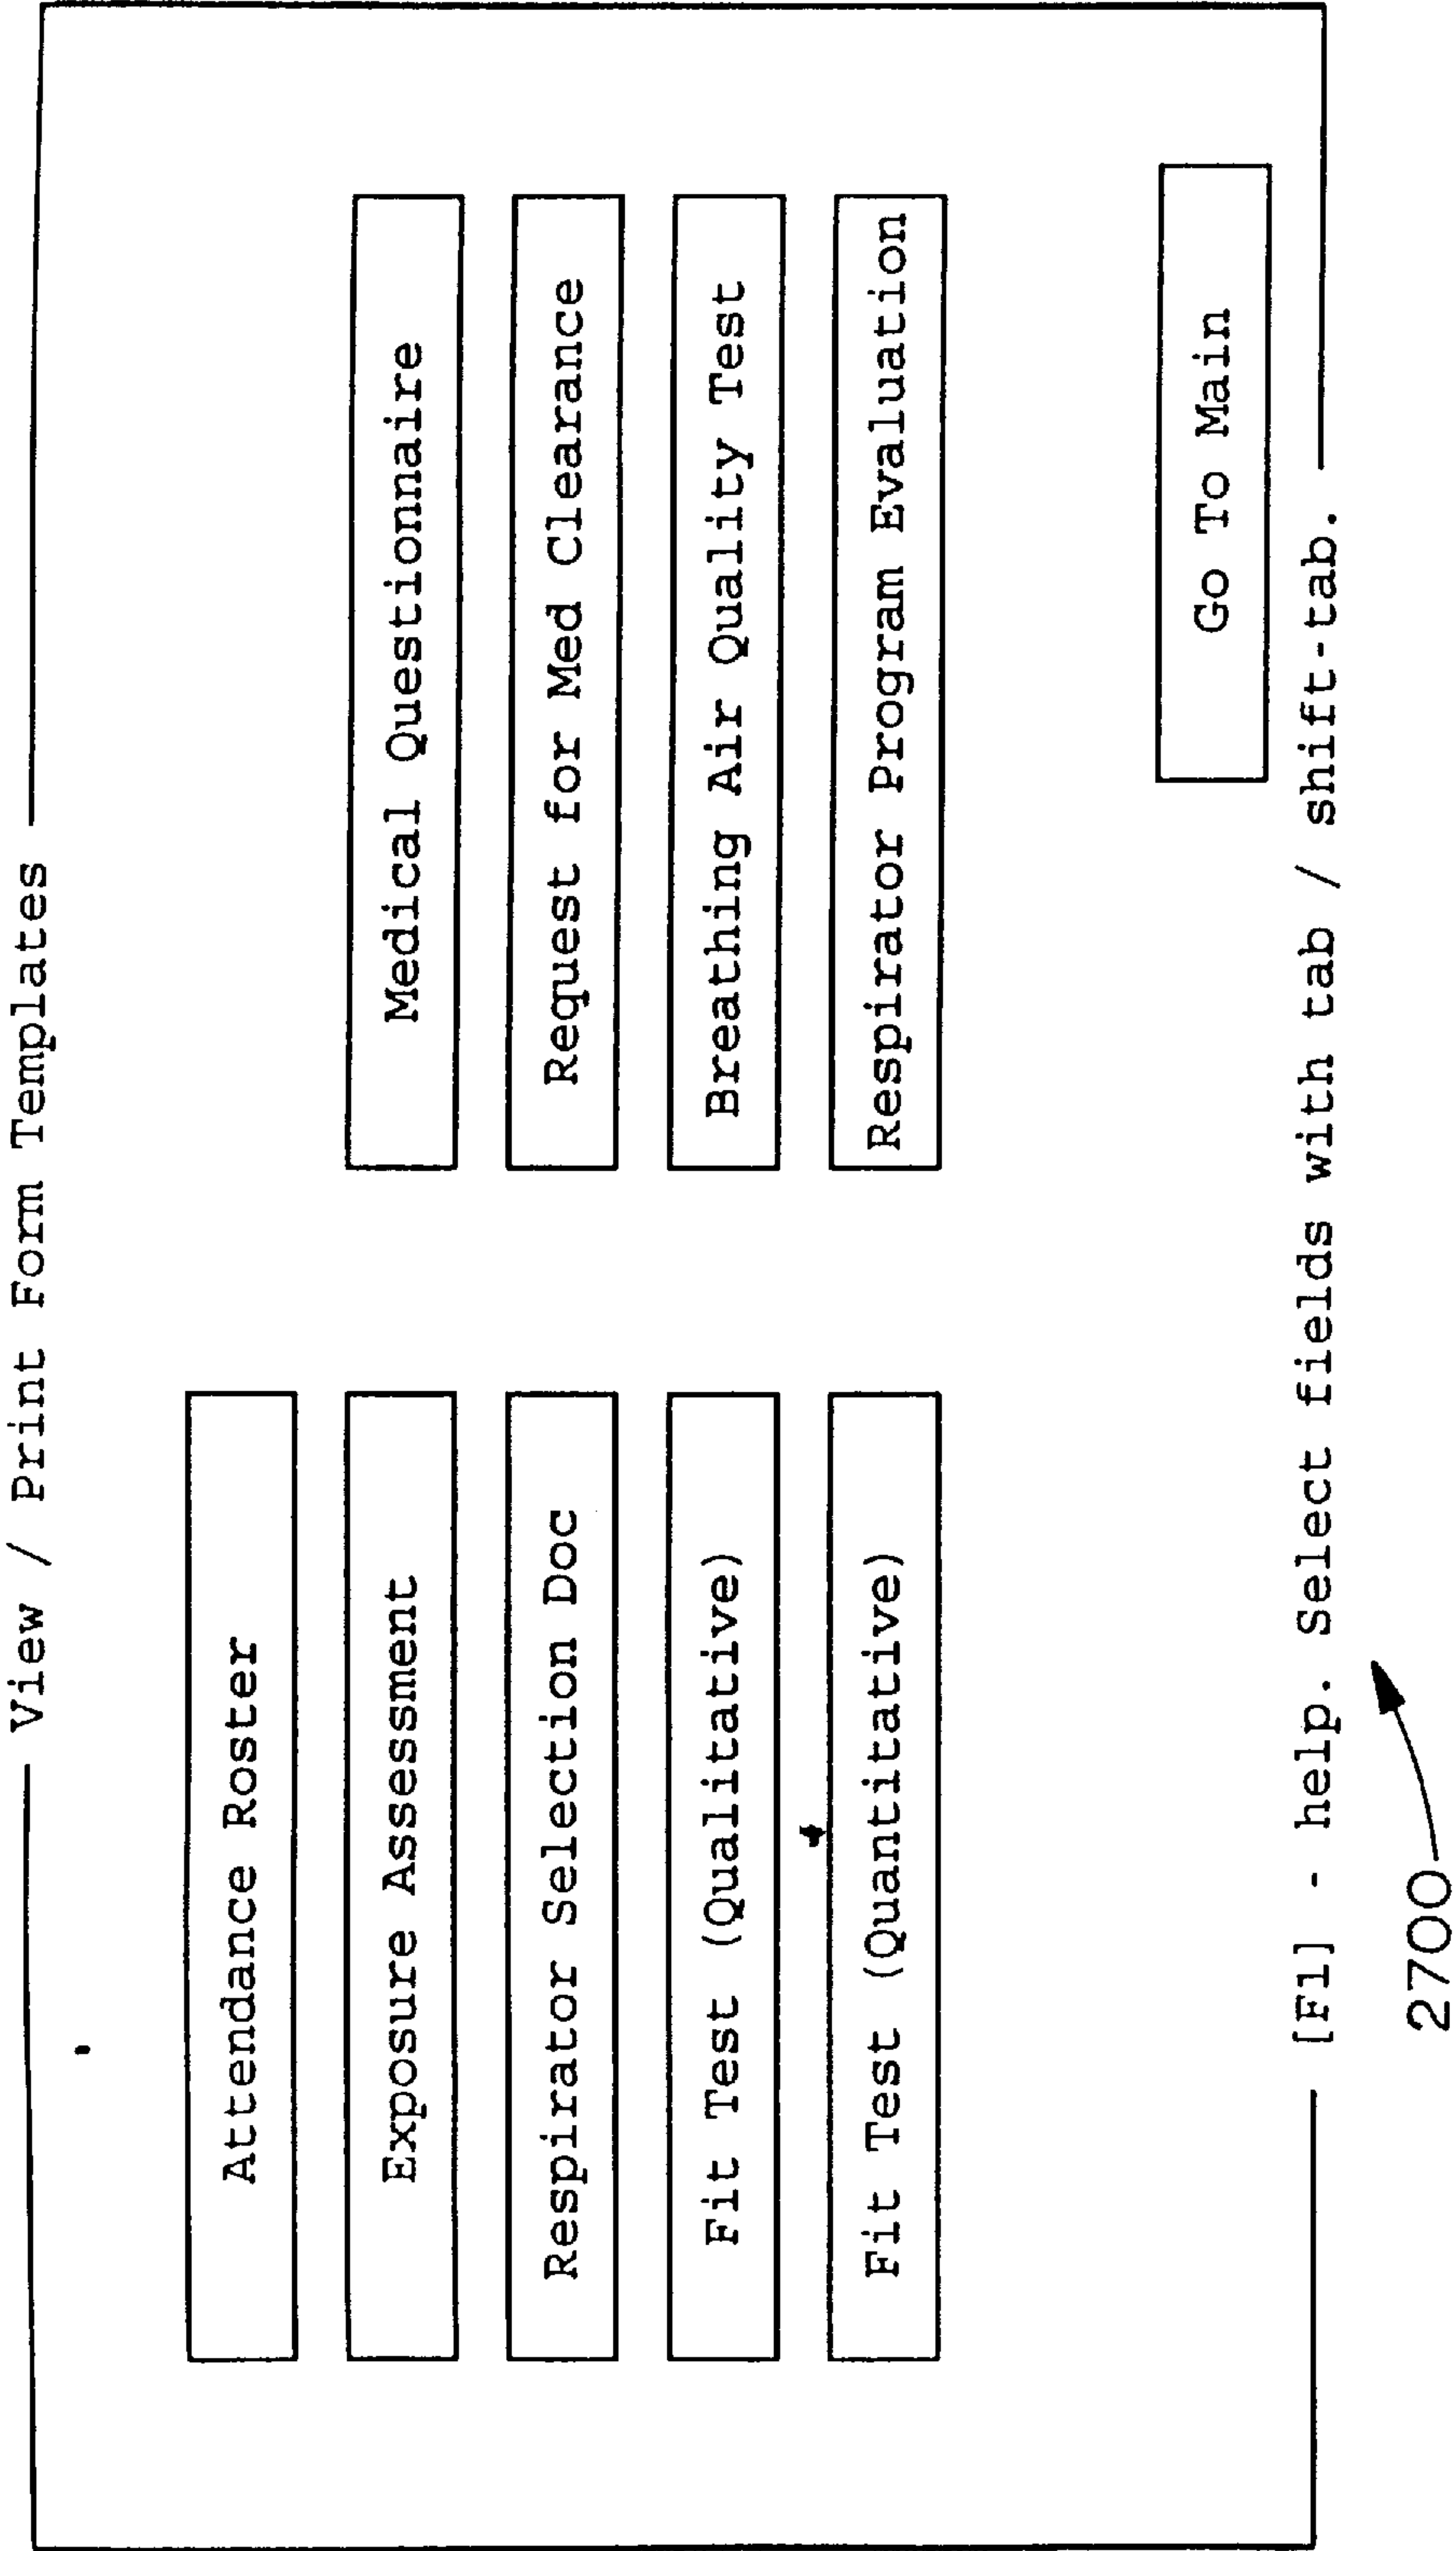 View / Print Form Templates
Attendance Roster
Exposure Assessment
Medical Questionnaire
Respirator Selection Doc
Request for Med Clearance
Fit Test (Qualitative)
Breathing Air Quality Test
Fit Test (Quantitative)
Respirator Program Evaluation
Go To Main
[F1] - help. Select fields with tab / shift-tab.
2700